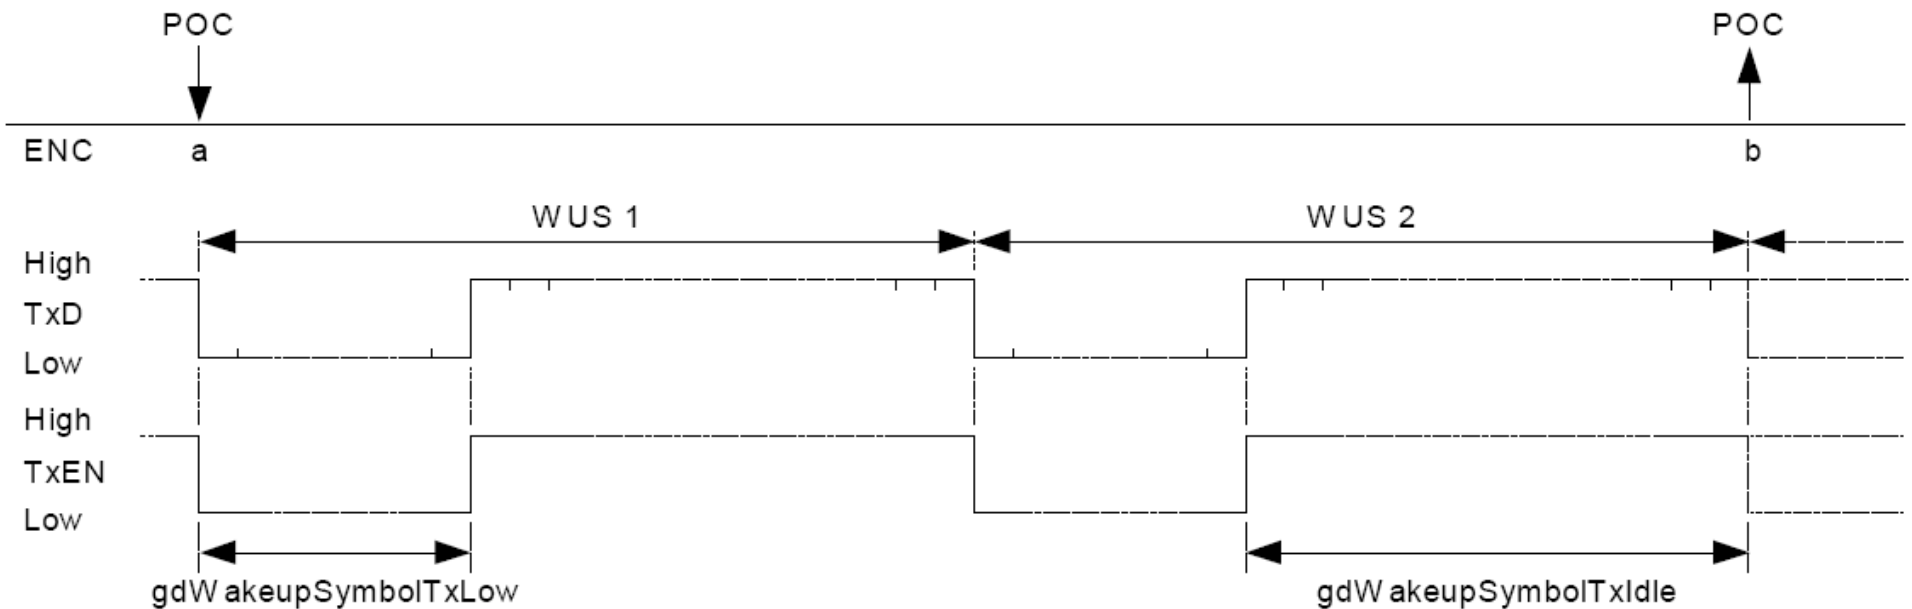 POC POC
ENC a b
WUS 1 WUS 2
High
TxD
Low
High
TxEN
Low
gdWakeupSymbolTxLow gdWakeupSymbolTxIdle